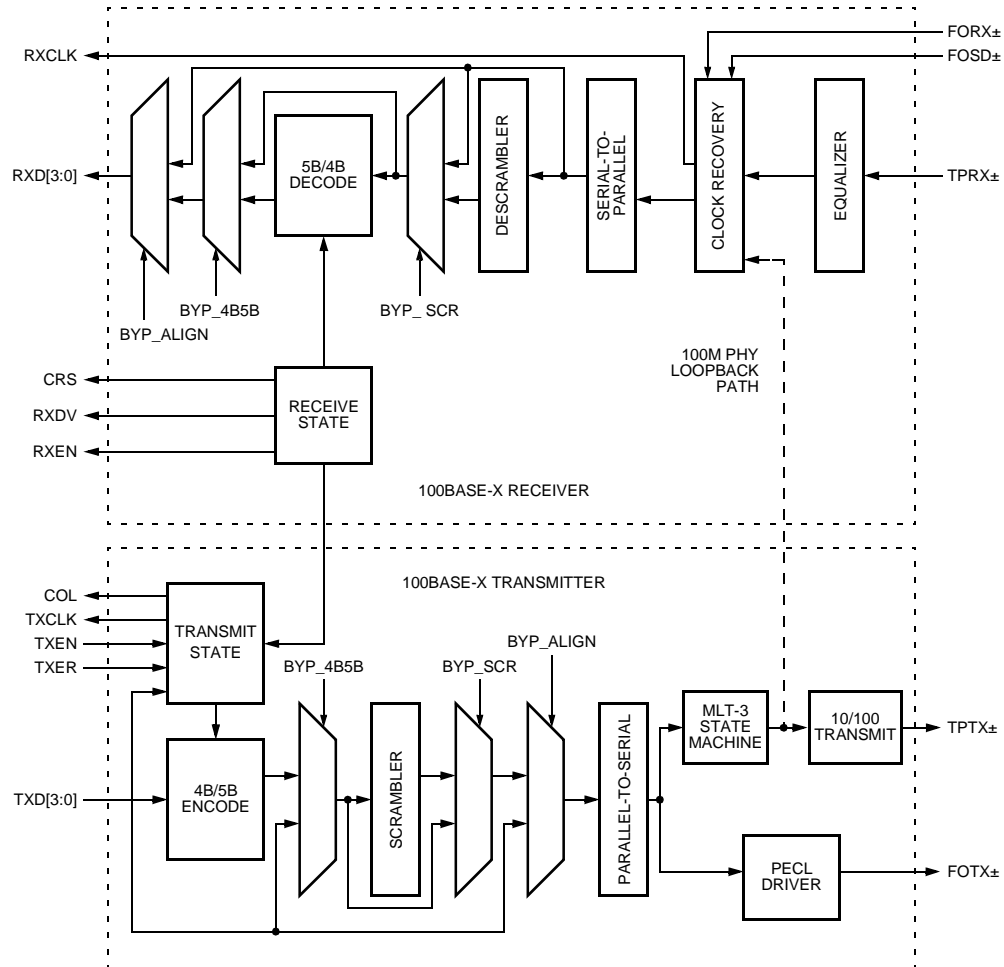 FORX±
RXCLK
FOSD±
5B/4B
DECODE
DESCRAMBLER
SERIAL-TO-
PARALLEL
CLOCK RECOVERY
EQUALIZER
RXD[3:0]
TPRX±
BYP_4B5B
BYP_ SCR
BYP_ALIGN
100M PHY
LOOPBACK
PATH
CRS
RXDV
RXEN
RECEIVE
STATE
100BASE-X RECEIVER
100BASE-X TRANSMITTER
COL
TXCLK
TXEN
TXER
TRANSMIT
STATE
BYP_4B5B
BYP_SCR
BYP_ALIGN
MLT-3
STATE
MACHINE
10/100
TRANSMIT
TPTX±
TXD[3:0]
4B/5B
ENCODE
SCRAMBLER
PARALLEL-TO-SERIAL
PECL
DRIVER
FOTX±